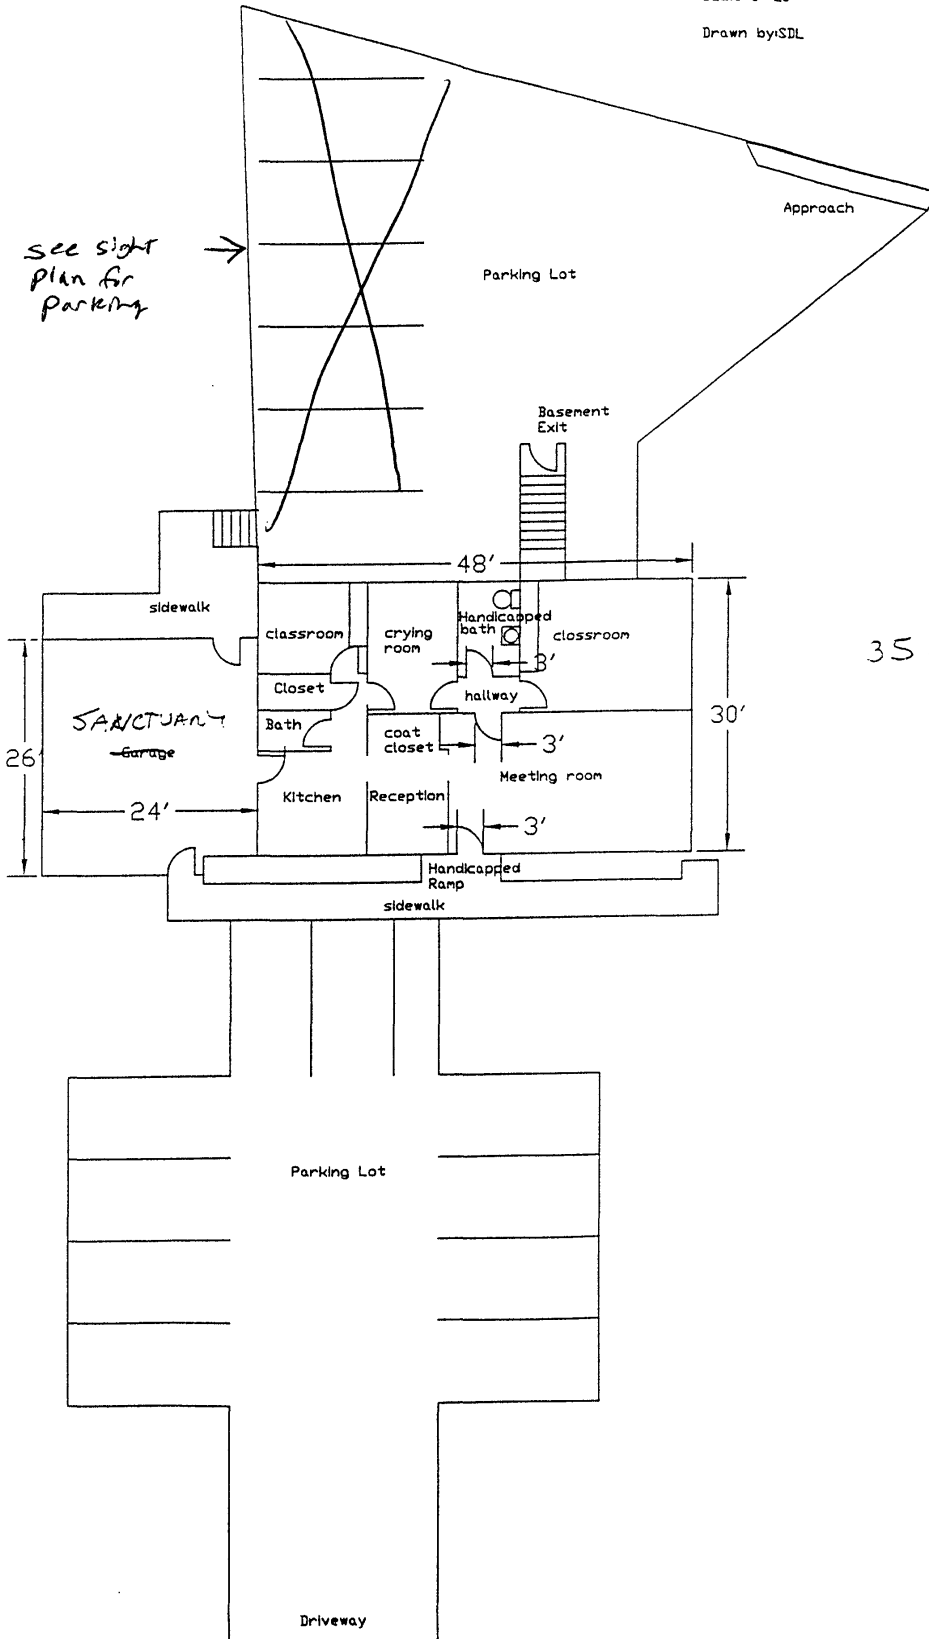 Drawn by:SDL
Approach
see sight
plan for
parking
Parking Lot
Basement
Exit
48'
sidewalk
classroom
crying
room
Handicapped
bath
clossroom
3'
35
Closet
hallway
SANCTUARY
Garage
Bath
coat
closet
3'
30'
26'
Meeting room
24'
Kitchen
Reception
3'
Handicapped
Ramp
sidewalk
Parking Lot
Driveway